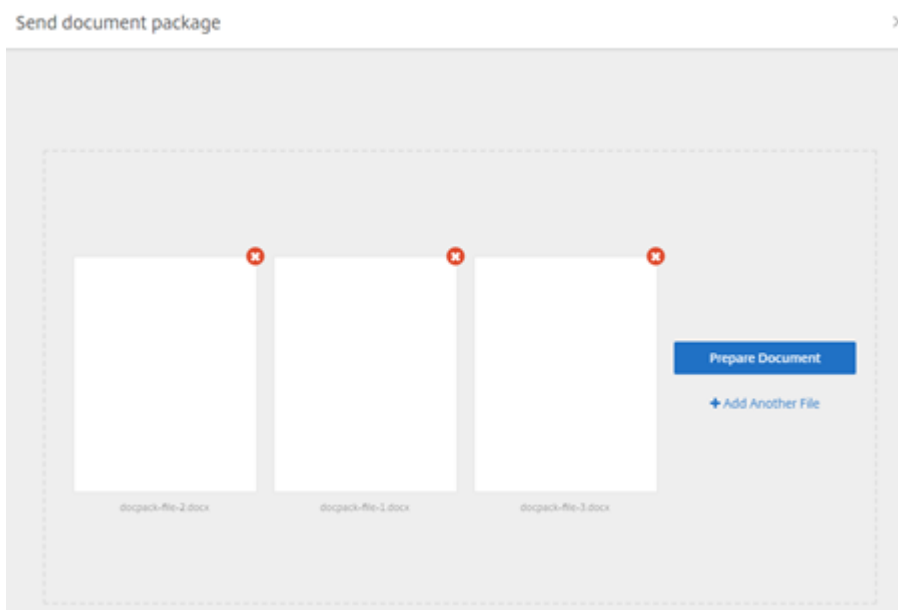 Send document package
Prepare Document
Add Another File
docpack-file-2.docx
docpack-file-1.docx
docpack-file-3.docx